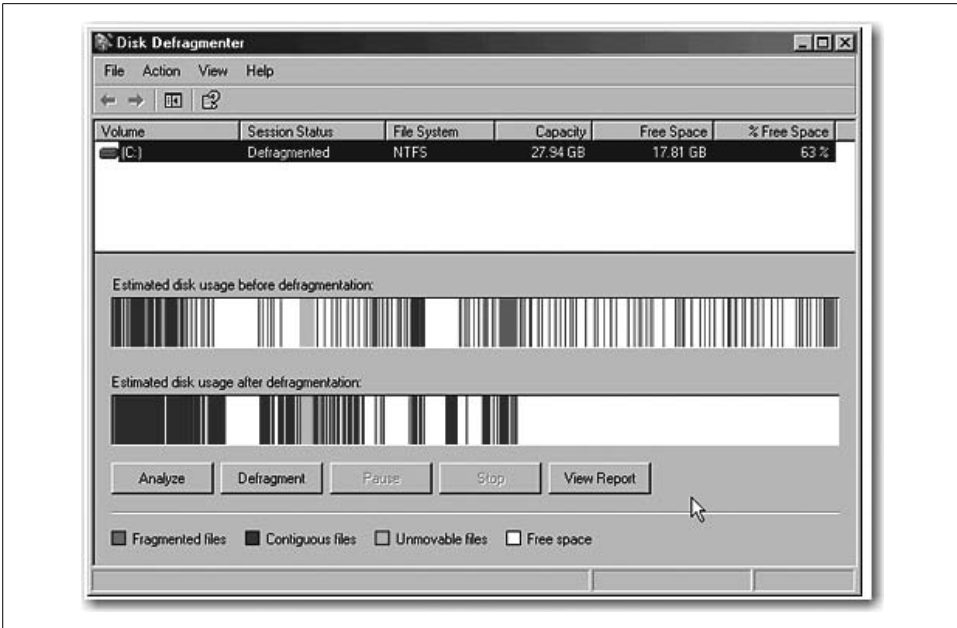 Disk Defragmenter
File Action View Help
Volume Session Status File System Capacity Free Space % Free Space
(C:) Defragmented NTFS 27.94 GB 17.81 GB 63 %
Estimated disk usage before defragmentation:
Estimated disk usage after defragmentation:
Analyze Defragment Pause Stop View Report
Fragmented files Contiguous files Unmovable files Free space